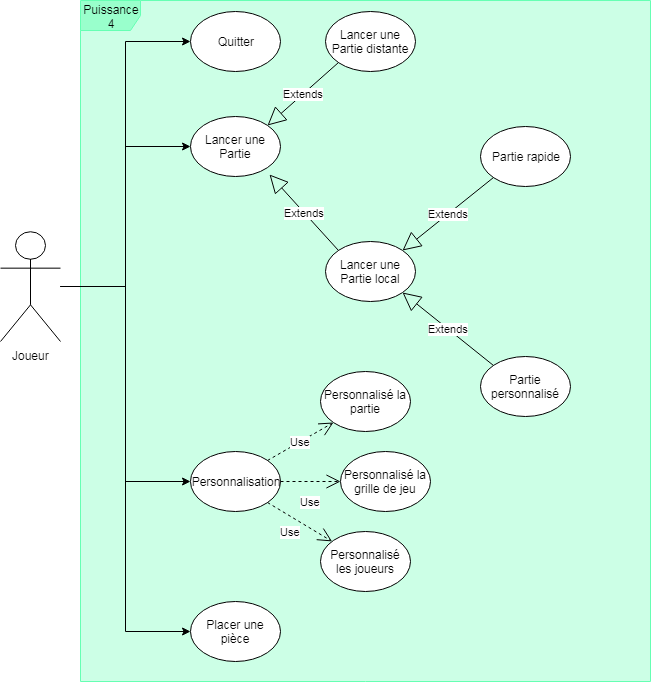 Puissance
4
Quitter
Lancer une
Partie distante
Extends
Lancer une
Partie
Partie rapide
Extends
Extends
Lancer une
Partie local
Joueur
Extends
Partie
personnalisé
Personnalisé la
partie
Use
Personnalisation
Personnalisé la
grille de jeu
Use
Use
Personnalisé
les joueurs
Placer une
pièce